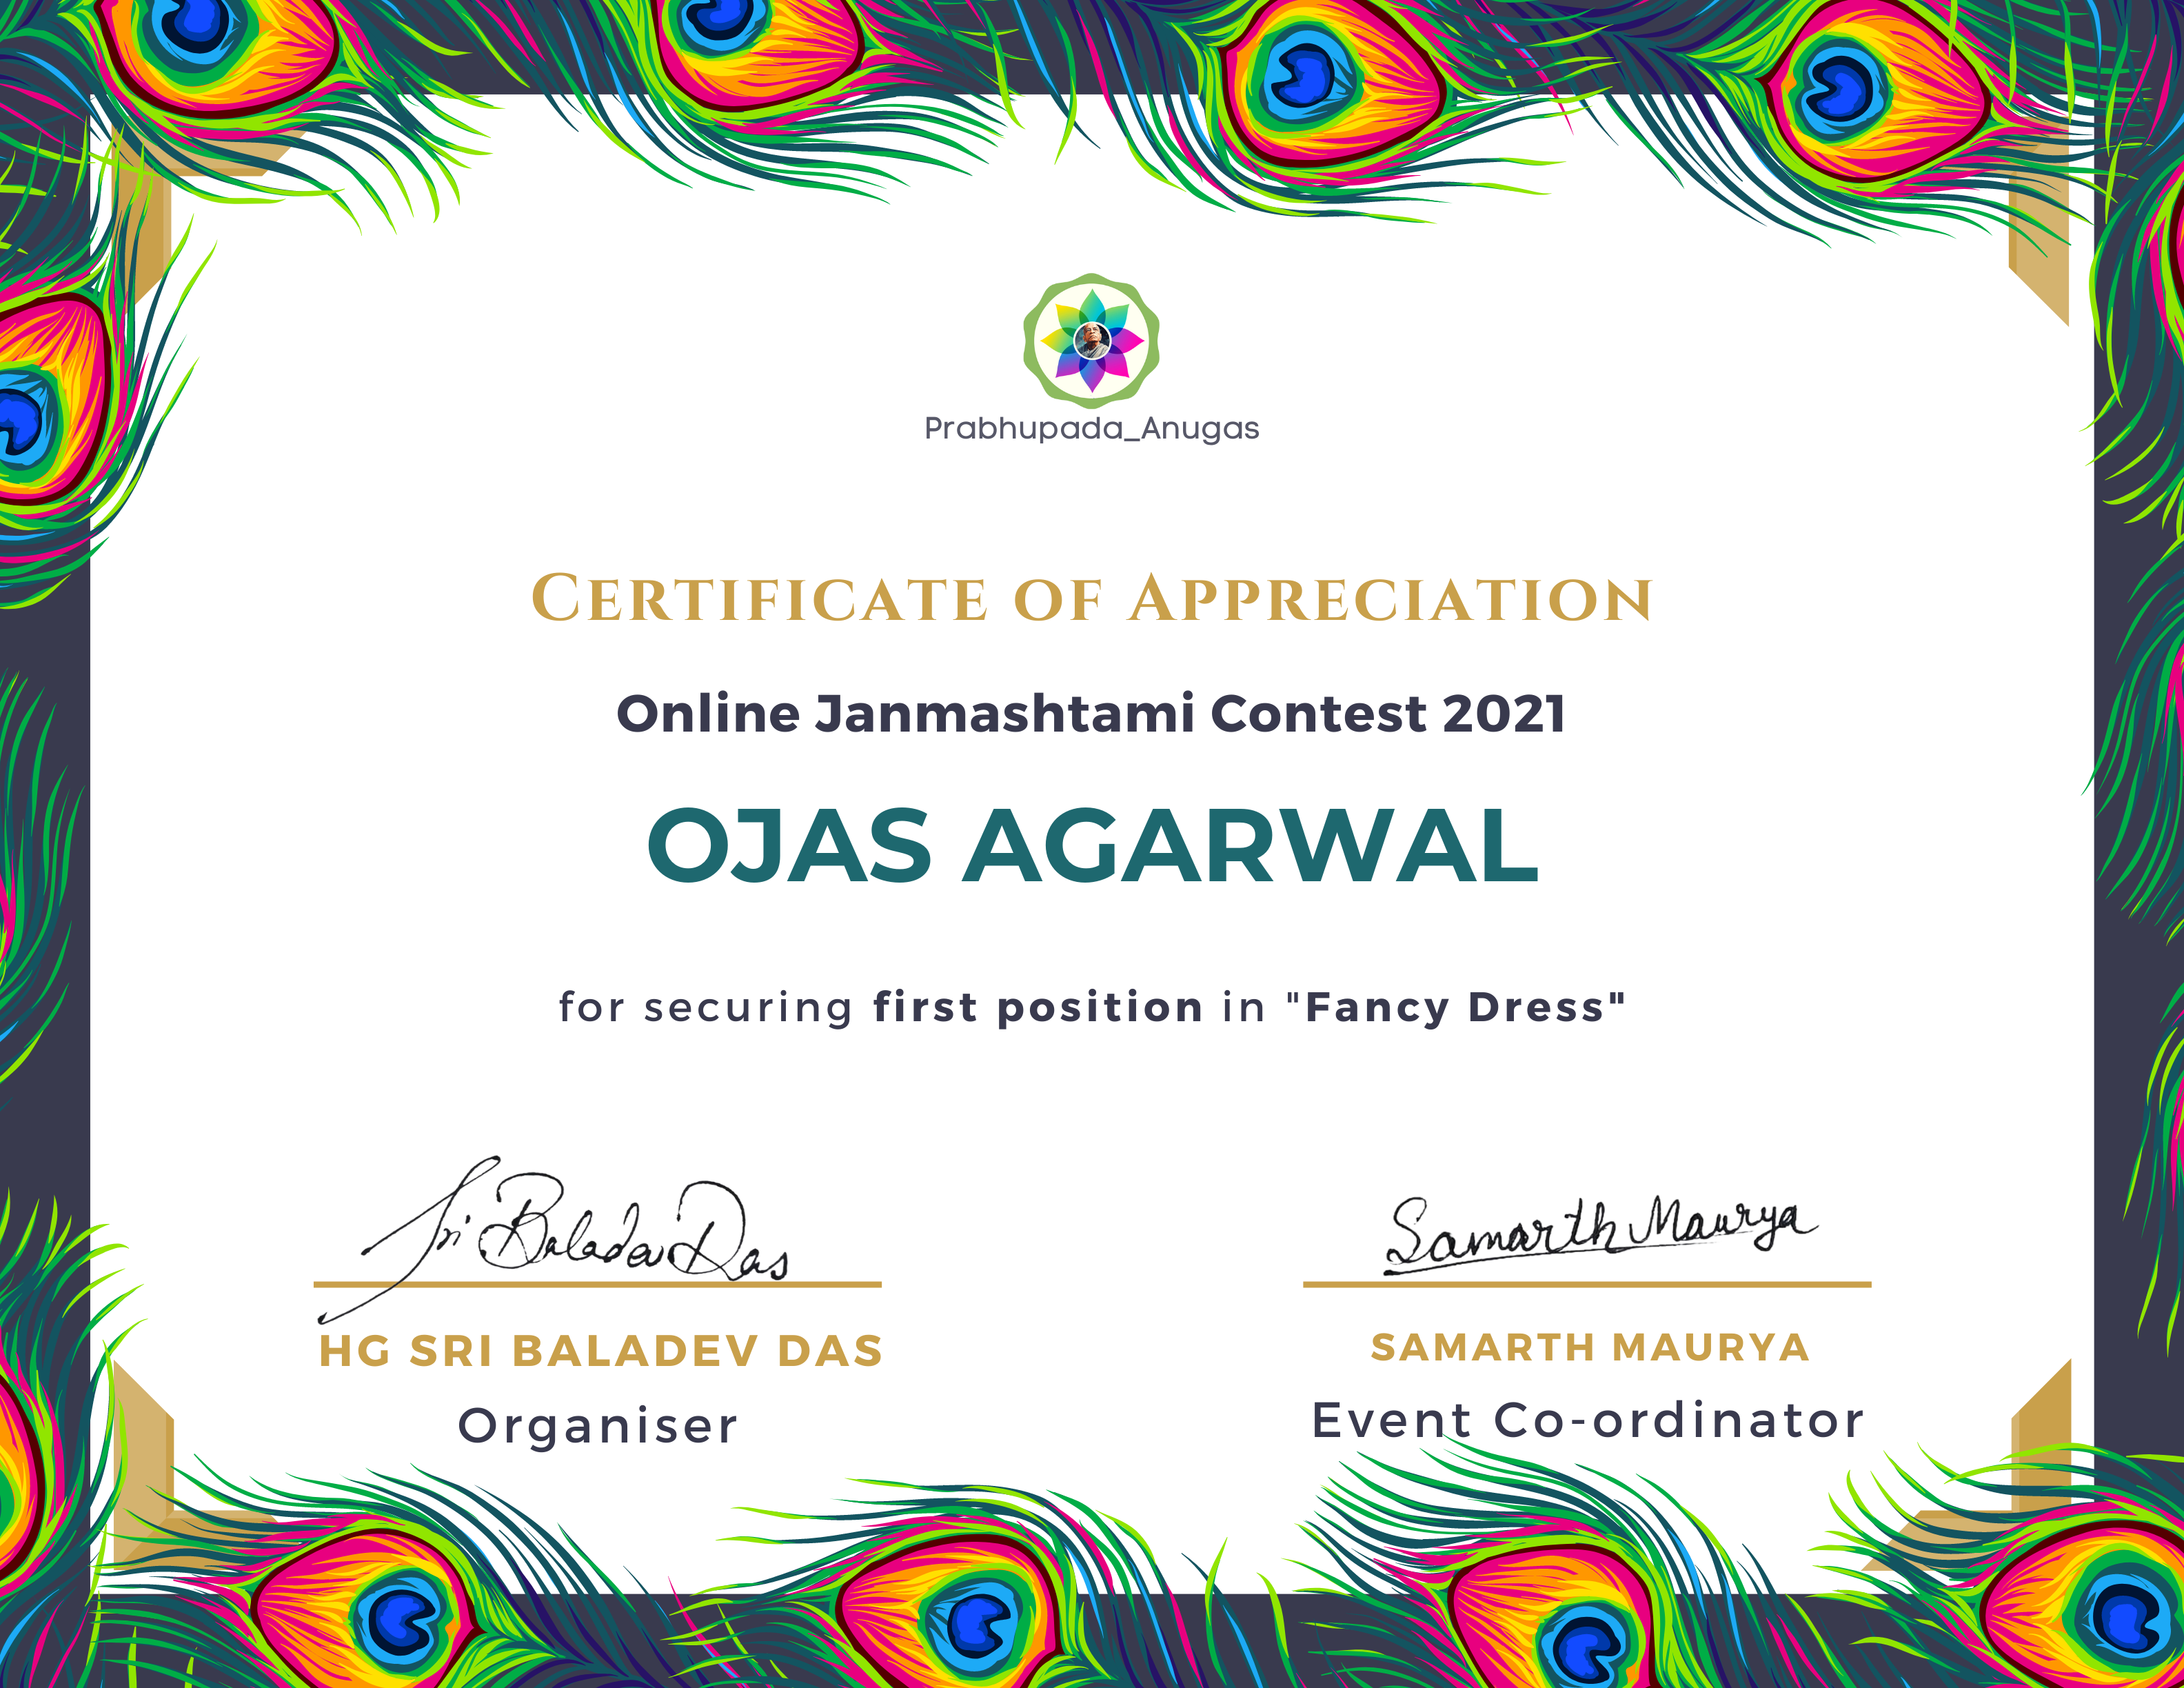 Prabhupada_Anugas
Certificate of Appreciation
Online Janmashtami Contest 2021
OJAS AGARWAL
for securing first position in "Fancy Dress"
Sri Baladev Das
Samarth Maurya
HG SRI BALADEV DAS
SAMARTH MAURYA
Organiser
Event Co-ordinator